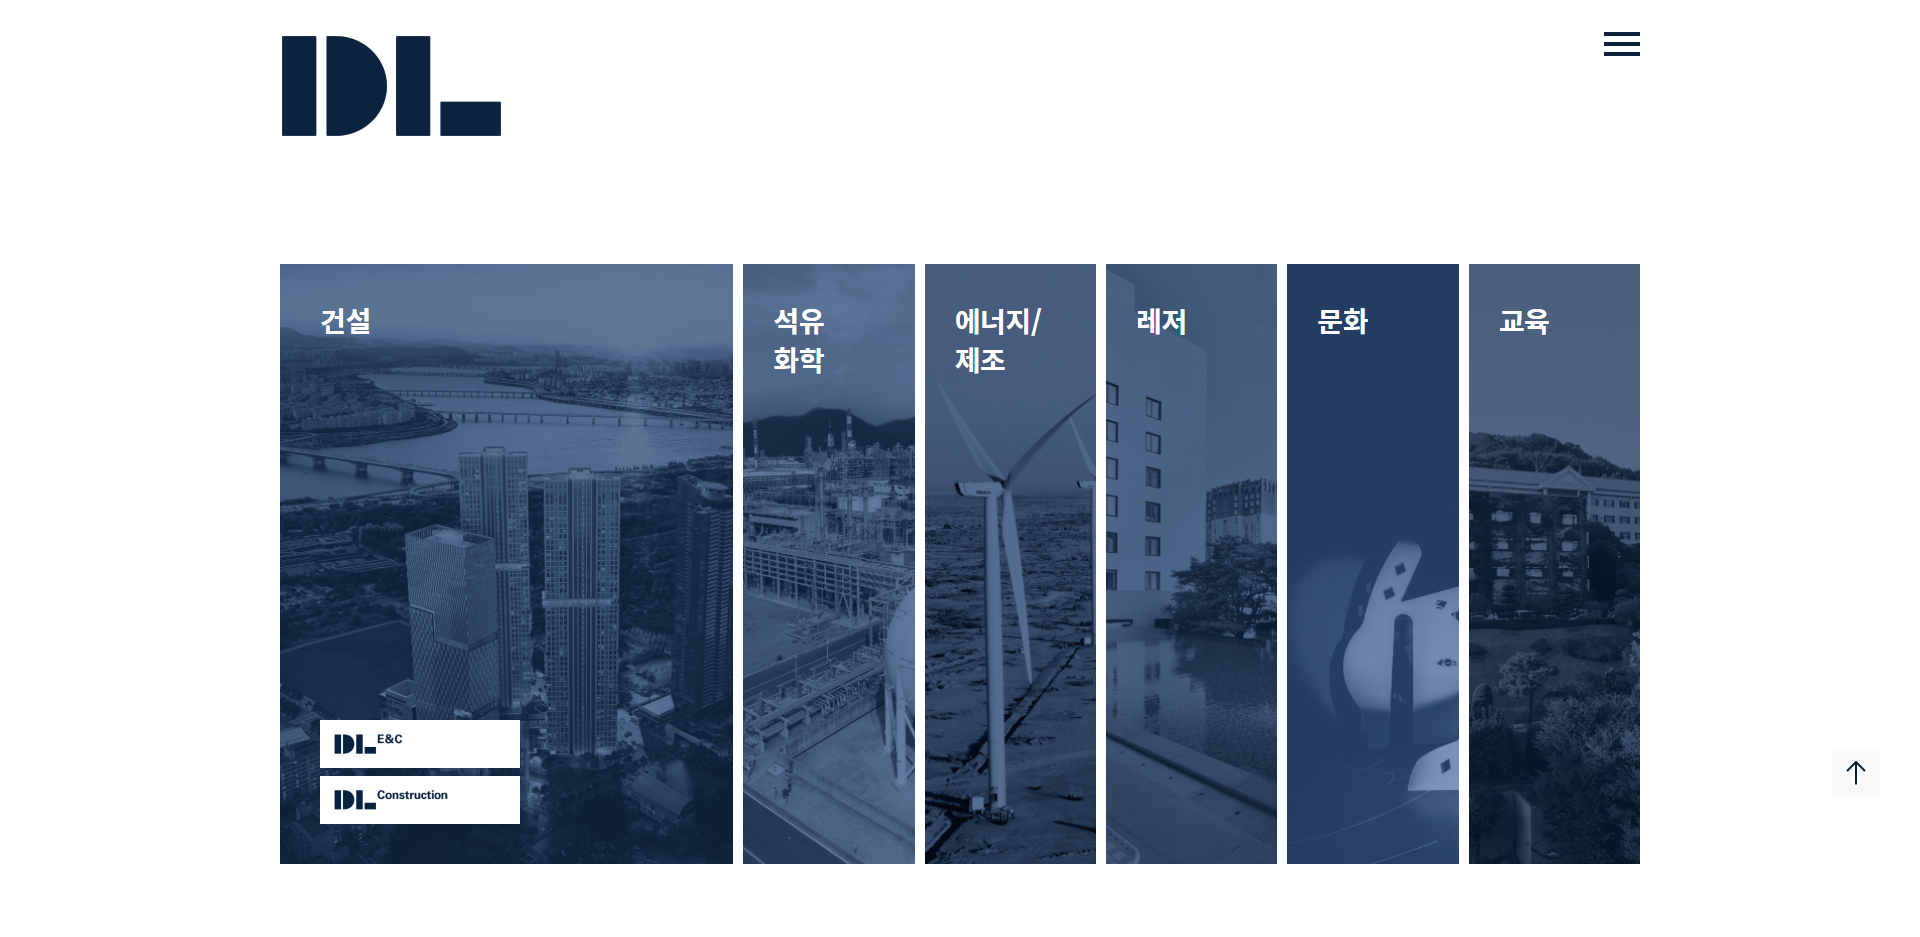 DL
건설
석유
화학
에너지/
제조
레저
문화
교육
DL E&C
DL Construction